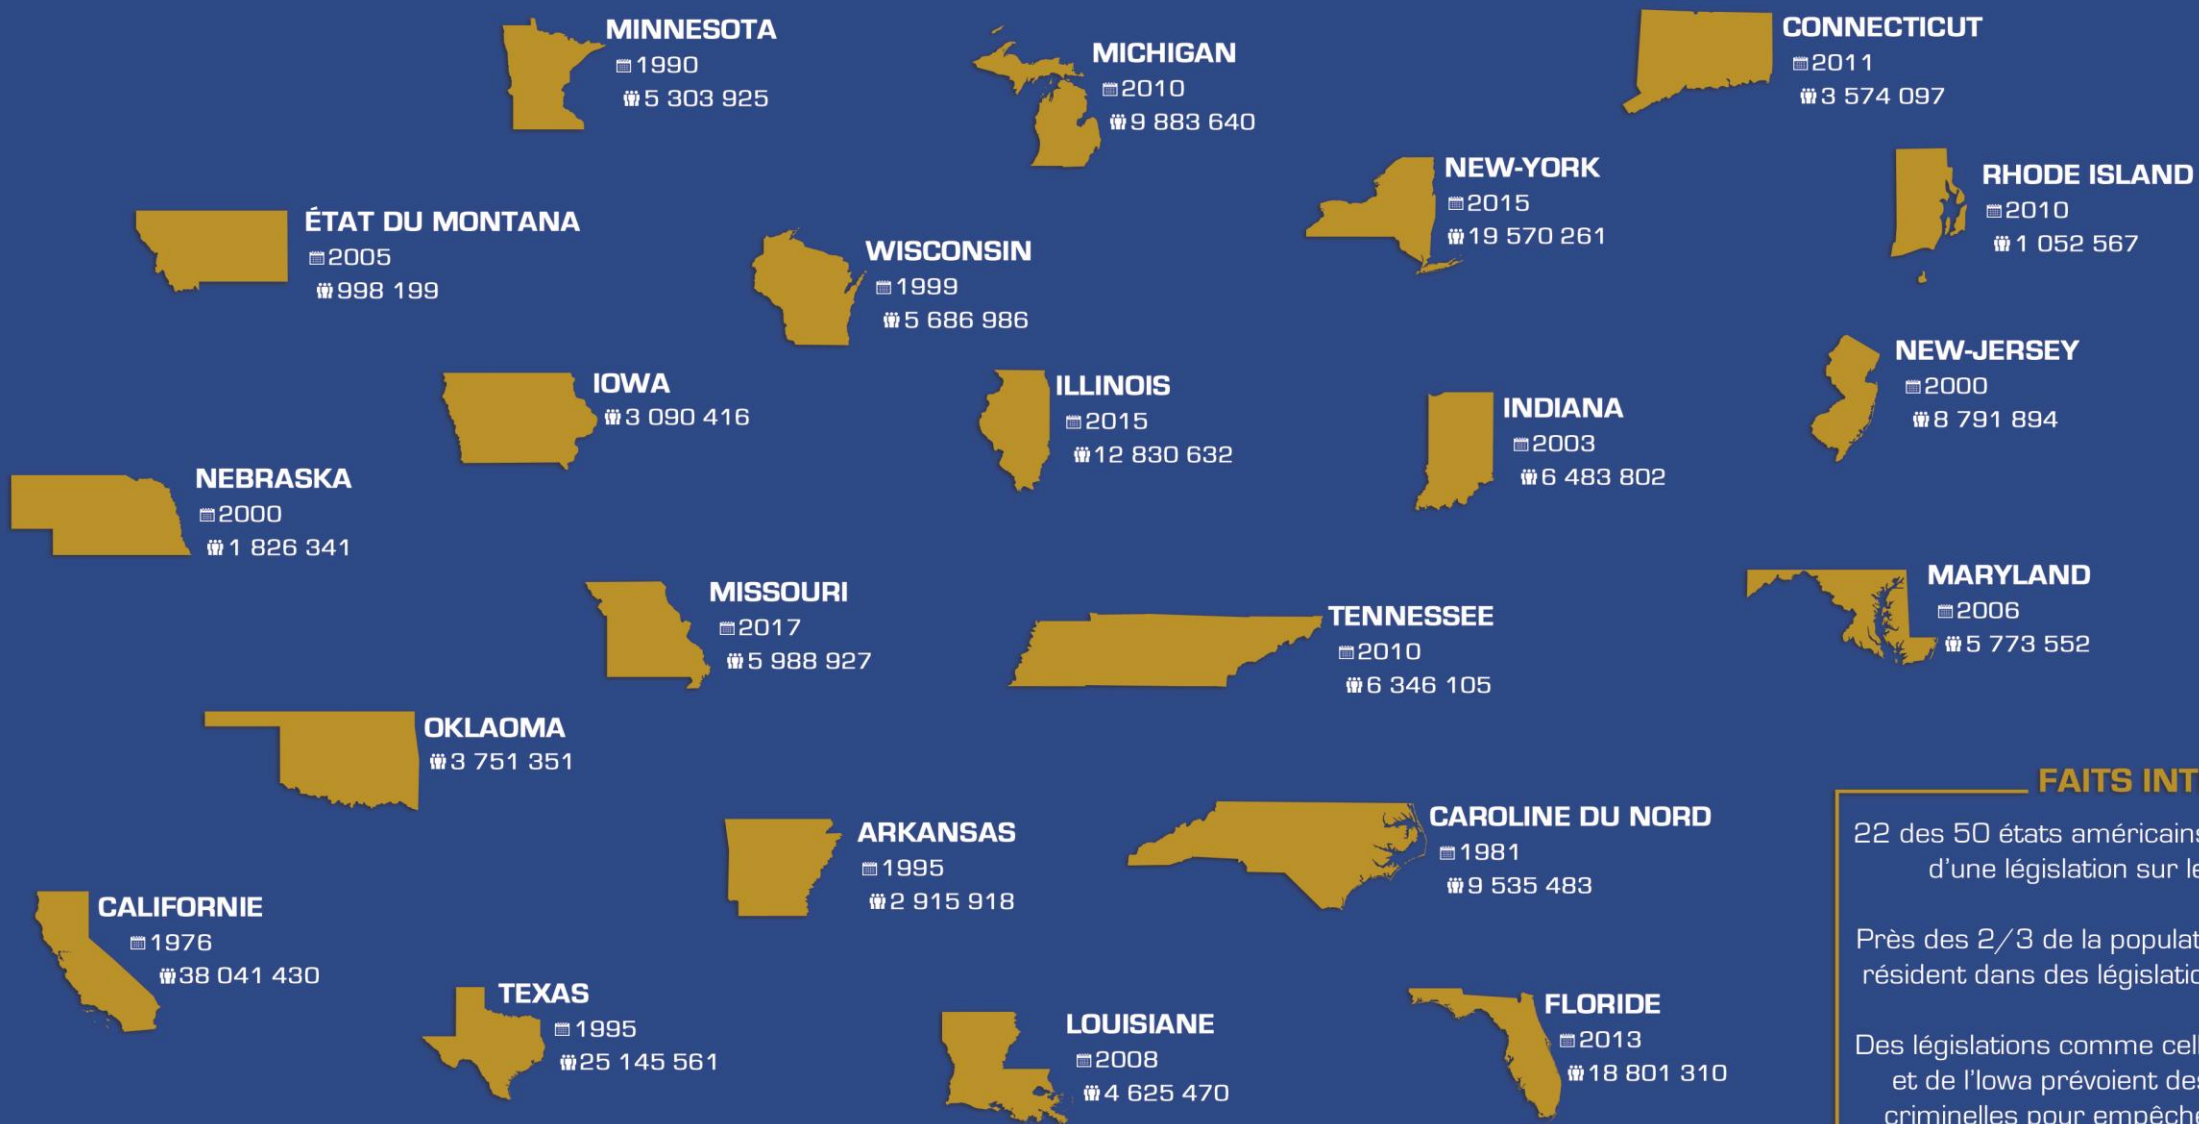 MINNESOTA
1990
5 303 925
MICHIGAN
2010
9 883 640
CONNECTICUT
2011
3 574 097
NEW-YORK
2015
19 570 261
RHODE ISLAND
2010
1 052 567
ÉTAT DU MONTANA
2005
998 199
WISCONSIN
1999
5 686 986
NEW-JERSEY
2000
8 791 894
IOWA
3 090 416
ILLINOIS
2015
12 830 632
INDIANA
2003
6 483 802
NEBRASKA
2000
1 826 341
MISSOURI
2017
5 988 927
TENNESSEE
2010
6 346 105
MARYLAND
2006
5 773 552
OKLAOMA
3 751 351
ARKANSAS
1995
2 915 918
CAROLINE DU NORD
1981
9 535 483
CALIFORNIE
1976
38 041 430
TEXAS
1995
25 145 561
LOUISIANE
2008
4 625 470
FLORIDE
2013
18 801 310
FAITS INT
22 des 50 états américains
d'une législation sur le
Près des 2/3 de la populat
résident dans des législatio
Des législations comme cell
et de l'Iowa prévoient des
criminelles pour empêche